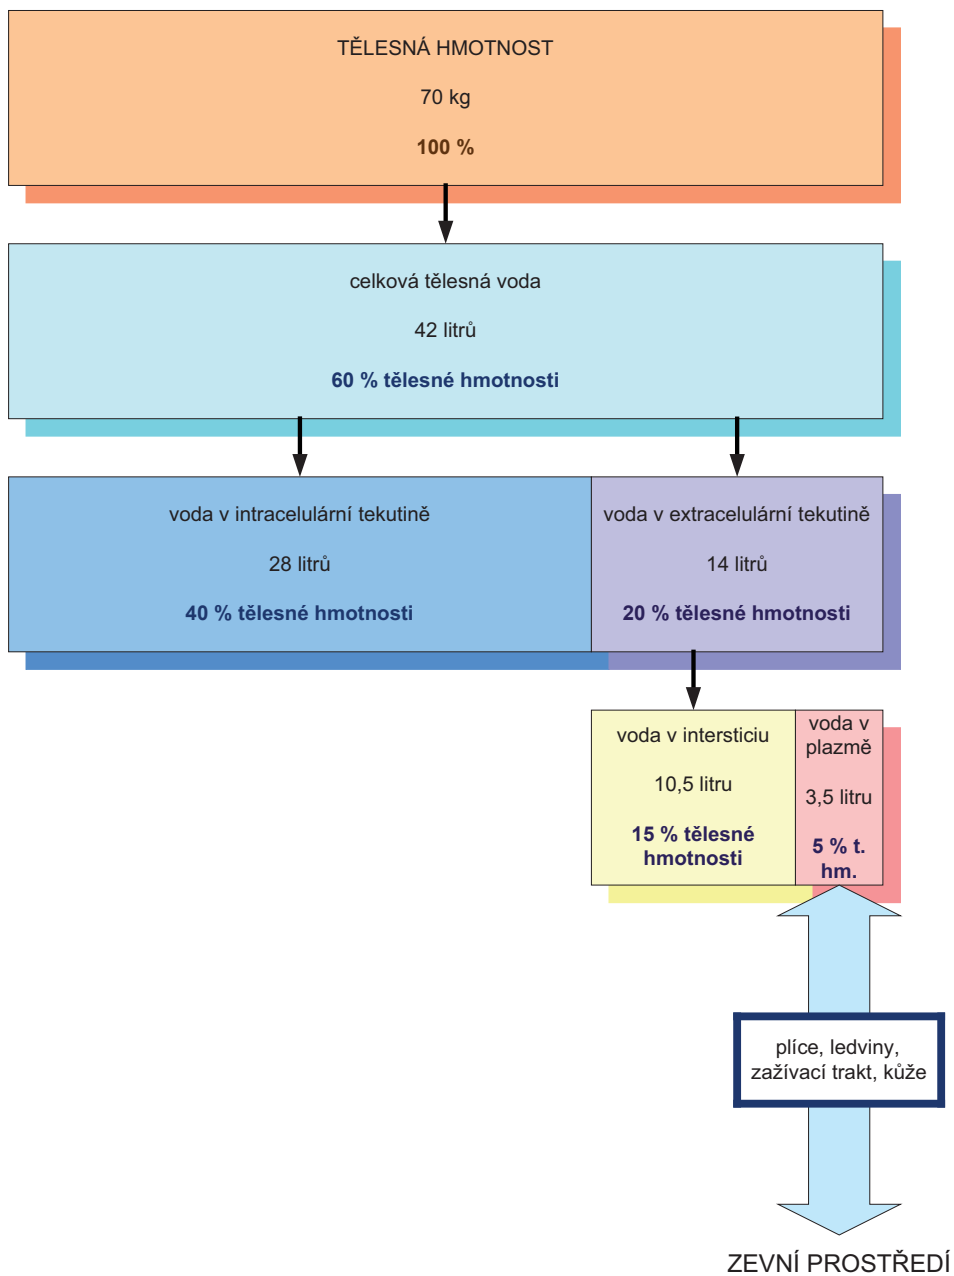 TĚLESNÁ HMOTNOST
70 kg
100 %
celková tělesná voda
42 litrů
60 % tělesné hmotnosti
voda v intracelulární tekutině
28 litrů
40 % tělesné hmotnosti
voda v extracelulární tekutině
14 litrů
20 % tělesné hmotnosti
voda v intersticiu
10,5 litru
15 % tělesné
hmotnosti
voda v
plazmě
3,5 litru
5 % t.
hm.
plíce, ledviny,
zažívací trakt, kůže
ZEVNÍ PROSTŘEDÍ